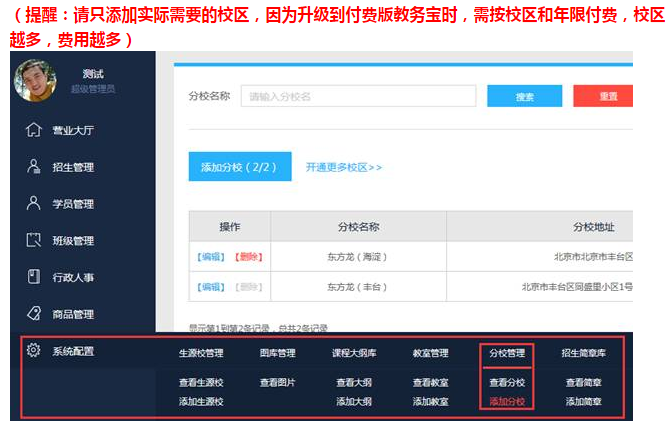 （提醒：请只添加实际需要的校区，因为升级到付费版教务宝时，需按校区和年限付费，校区
越多，费用越多）
测试
超级管理员
分校名称 请输入分校名 搜索 重置
营业大厅
添加分校（2/2） 开通更多校区>>
招生管理
学员管理
操作 分校名称 分校地址
班级管理
【编辑】 【删除】 东方龙（海淀） 北京市北京市丰台区
行政人事
【编辑】 【删除】 东方龙（丰台） 北京市丰台区同盛里小区1号
商品管理
显示第1到第2条记录，总共2条记录
系统配置 生源校管理 图库管理 课程大纲库 教室管理 分校管理 招生简章库
查看生源校 查看图片 查看大纲 查看教室 查看分校 查看简章
添加生源校 添加大纲 添加教室 添加分校 添加简章